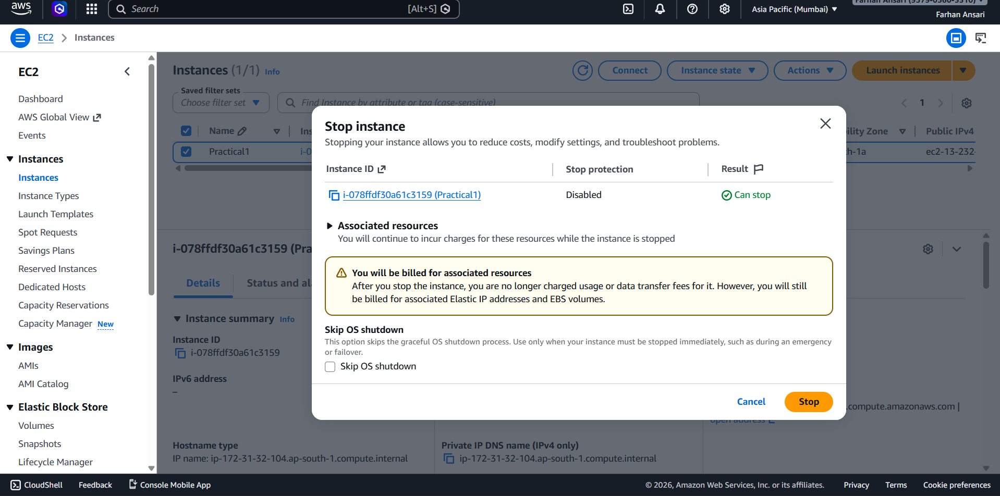 aws
Search
[Alt+S]
Asia Pacific (Mumbai)
Farhan Ansari
EC2
Instances
EC2
Dashboard
AWS Global View
Events
Instances
Instances
Instance Types
Launch Templates
Spot Requests
Savings Plans
Reserved Instances
Dedicated Hosts
Capacity Reservations
Capacity Manager New
Images
AMIs
AMI Catalog
Elastic Block Store
Volumes
Snapshots
Lifecycle Manager
Instances (1/1) Info
Connect
Instance state
Actions
Launch instances
Saved filter sets
Choose filter set
Find Instance by attribute or tag (case-sensitive)
1
Name
Ins
ility Zone
Public IPv4
Practical1
i-0
h-1a
ec2-13-232-
Stop instance
Stopping your instance allows you to reduce costs, modify settings, and troubleshoot problems.
Instance ID
Stop protection
Result
i-078ffdf30a61c3159 (Practical1)
Disabled
Can stop
Associated resources
You will continue to incur charges for these resources while the instance is stopped
You will be billed for associated resources
After you stop the instance, you are no longer charged usage or data transfer fees for it. However, you will still
be billed for associated Elastic IP addresses and EBS volumes.
Skip OS shutdown
This option skips the graceful OS shutdown process. Use only when your instance must be stopped immediately, such as during an emergency
or failover.
Skip OS shutdown
Cancel
Stop
i-078ffdf30a61c3159 (Pra
Details
Status and ala
Instance summary Info
Instance ID
i-078ffdf30a61c3159
IPv6 address
–
.compute.amazonaws.com |
open address
Hostname type
IP name: ip-172-31-32-104.ap-south-1.compute.internal
Private IP DNS name (IPv4 only)
ip-172-31-32-104.ap-south-1.compute.internal
CloudShell
Feedback
Console Mobile App
© 2026, Amazon Web Services, Inc. or its affiliates.
Privacy
Terms
Cookie preferences